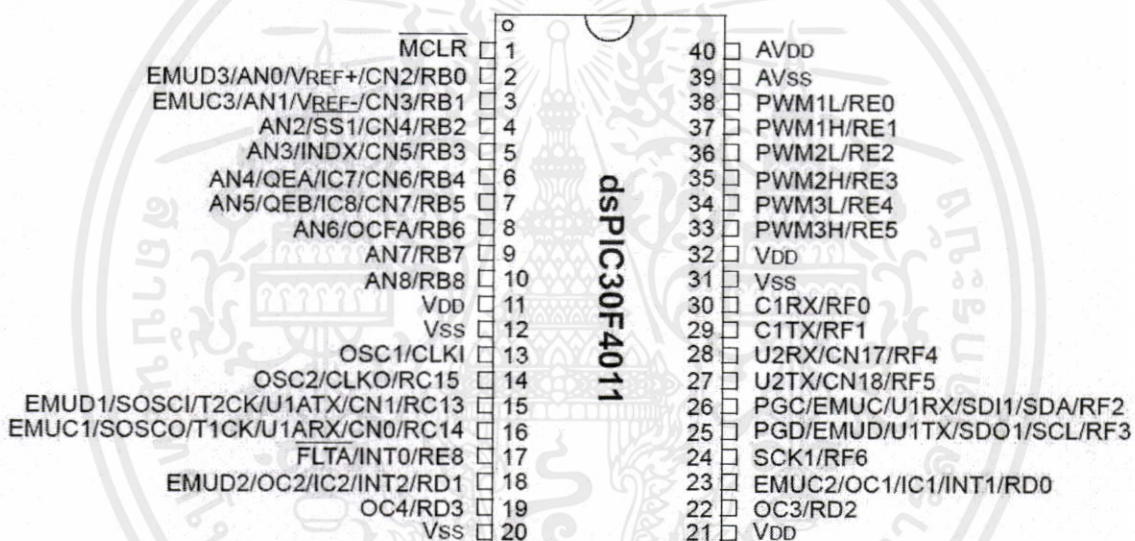 MCLR 1
EMUD3/AN0/VREF+/CN2/RB0 2
EMUC3/AN1/VREF-/CN3/RB1 3
AN2/SS1/CN4/RB2 4
AN3/INDX/CN5/RB3 5
AN4/QEA/IC7/CN6/RB4 6
AN5/QEB/IC8/CN7/RB5 7
AN6/OCFA/RB6 8
AN7/RB7 9
AN8/RB8 10
VDD 11
Vss 12
OSC1/CLKI 13
OSC2/CLKO/RC15 14
EMUD1/SOSCI/T2CK/U1ATX/CN1/RC13 15
EMUC1/SOSCO/T1CK/U1ARX/CN0/RC14 16
FLTA/INT0/RE8 17
EMUD2/OC2/IC2/INT2/RD1 18
OC4/RD3 19
Vss 20
dsPIC30F4011
40 AVDD
39 AVss
38 PWM1L/RE0
37 PWM1H/RE1
36 PWM2L/RE2
35 PWM2H/RE3
34 PWM3L/RE4
33 PWM3H/RE5
32 VDD
31 Vss
30 C1RX/RF0
29 C1TX/RF1
28 U2RX/CN17/RF4
27 U2TX/CN18/RF5
26 PGC/EMUC/U1RX/SDI1/SDA/RF2
25 PGD/EMUD/U1TX/SDO1/SCL/RF3
24 SCK1/RF6
23 EMUC2/OC1/IC1/INT1/RD0
22 OC3/RD2
21 VDD